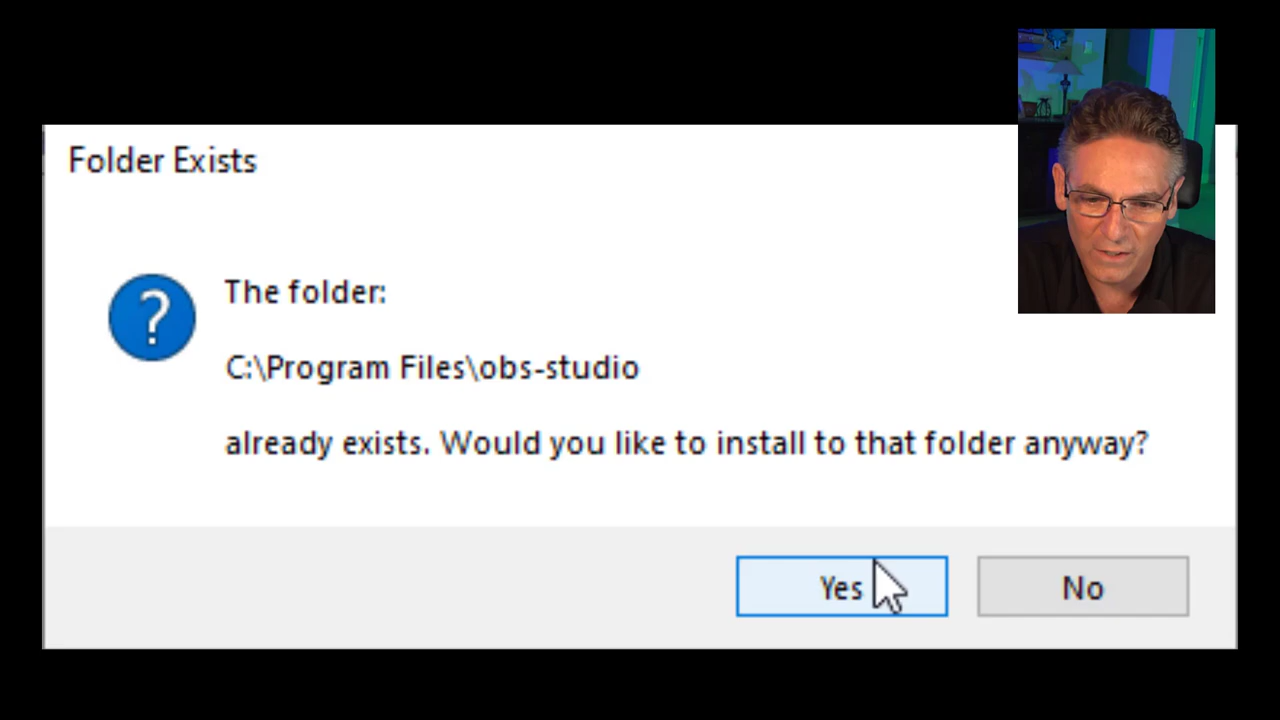 Folder Exists
The folder:
C:\Program Files\obs-studio
already exists. Would you like to install to that folder anyway?
Yes
No